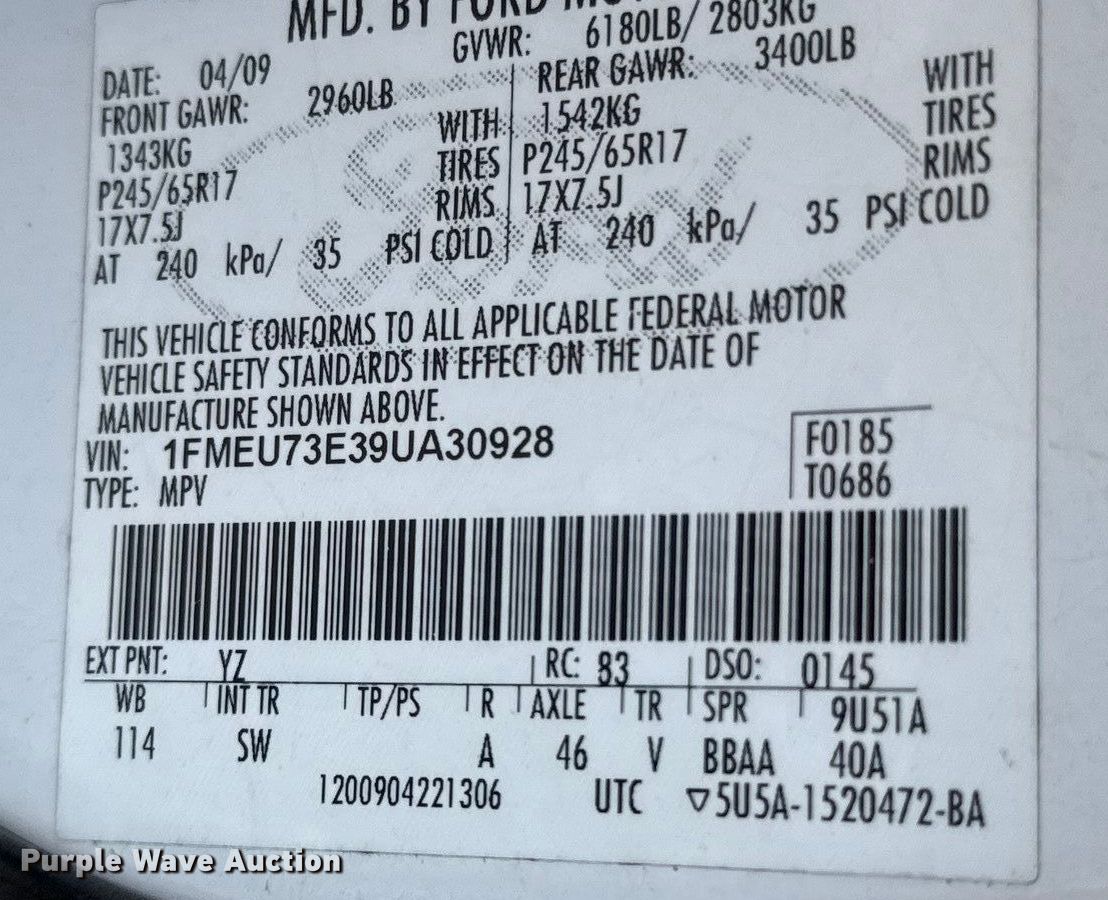 MFD. BY FORD MOTOR
GVWR: 6180LB/ 2803KG
DATE: 04/09
FRONT GAWR: 2960LB
1343KG WITH
P245/65R17 TIRES
17X7.5J RIMS
AT 240 kPa/ 35 PSI COLD
REAR GAWR: 3400LB
1542KG WITH
P245/65R17 TIRES
17X7.5J RIMS
AT 240 kPa/ 35 PSI COLD
THIS VEHICLE CONFORMS TO ALL APPLICABLE FEDERAL MOTOR
VEHICLE SAFETY STANDARDS IN EFFECT ON THE DATE OF
MANUFACTURE SHOWN ABOVE.
VIN: 1FMEU73E39UA30928
TYPE: MPV
F0185
T0686
EXT PNT: YZ RC: 83 DSO: 0145
WB INT TR TP/PS R AXLE TR SPR 9U51A
114 SW A 46 V BBAA 40A
1200904221306 UTC ▽5U5A-1520472-BA
Purple Wave Auction